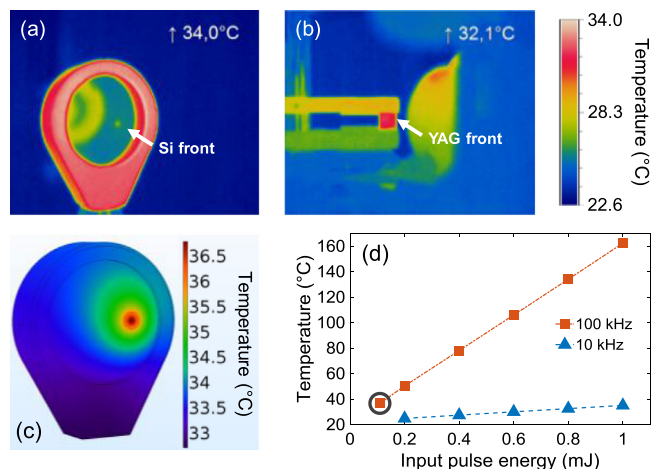 (a)
↑ 34,0°C
Si front
(b)
↑ 32,1°C
YAG front
34.0
28.3
22.6
Temperature (°C)
(c)
36.5
36
35.5
35
34.5
34
33.5
33
Temperature (°C)
(d)
160
140
120
100
80
60
40
20
Temperature (°C)
100 kHz
10 kHz
0
0.2
0.4
0.6
0.8
1
Input pulse energy (mJ)